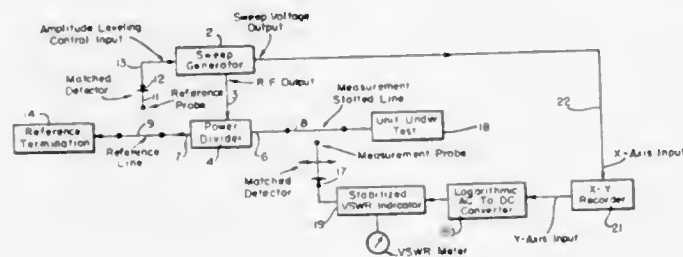 Amplitude Leveling
Control Input
Sweep Voltage
Output
2
Sweep
Generator
13
12
Matched
Detector
11
Reference
Probe
R F Output
3
Measurement
Slotted Line
14
Reference
Termination
9
Reference
Line
7
Power
Divider
4
6
8
Unit Under
Test
18
22
Measurement Probe
Matched
Detector
17
X-Axis Input
Stabilized
VSWR Indicator
19
Logarithmic
AC To DC
Converter
X-Y
Recorder
21
Y-Axis
Input
VSWR Meter